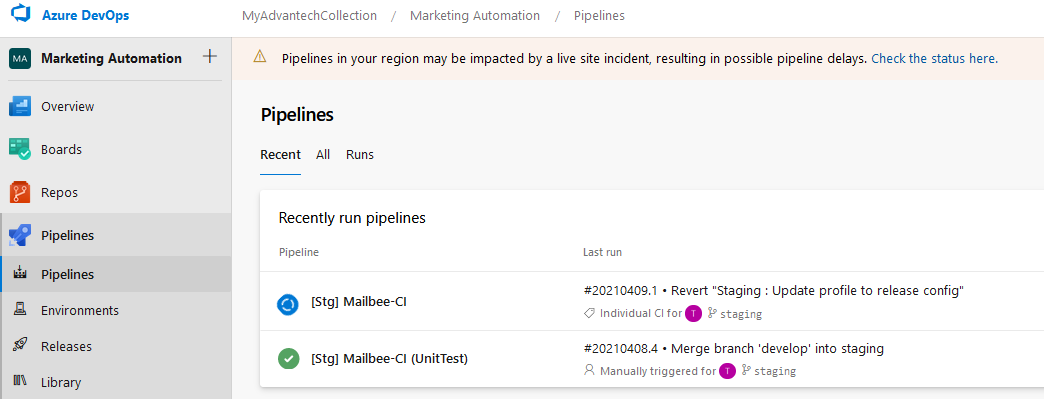 Azure DevOps
MyAdvantechCollection / Marketing Automation / Pipelines
MA Marketing Automation +
Pipelines in your region may be impacted by a live site incident, resulting in possible pipeline delays. Check the status here.
Overview
Boards
Repos
Pipelines
Pipelines
Environments
Releases
Library
Pipelines
Recent All Runs
Recently run pipelines
Pipeline Last run
[Stg] Mailbee-CI
#20210409.1 • Revert "Staging : Update profile to release config"
Individual CI for T staging
[Stg] Mailbee-CI (UnitTest)
#20210408.4 • Merge branch 'develop' into staging
Manually triggered for T staging